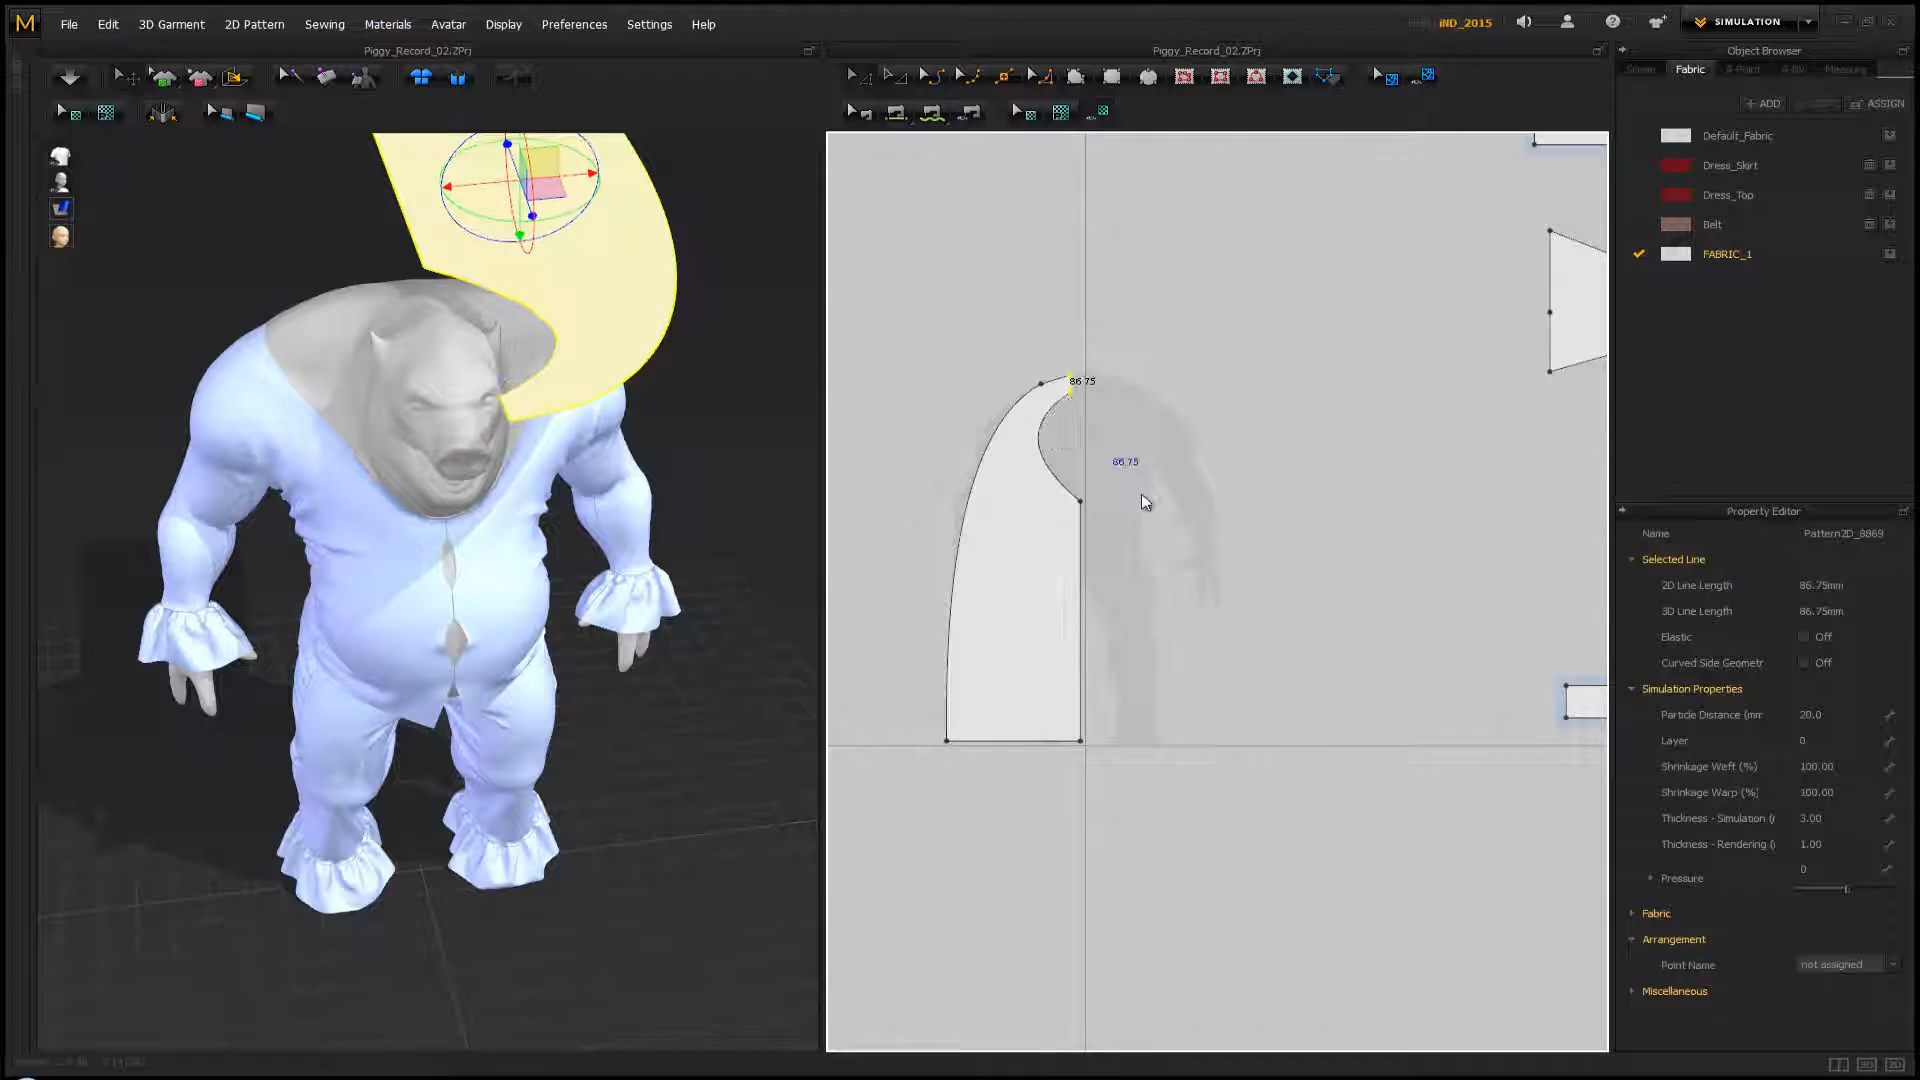 M File Edit 3D Garment 2D Pattern Sewing Materials Avatar Display Preferences Settings Help
iND_2015 SIMULATION
Piggy_Record_02.ZPrj
Piggy_Record_02.ZPrj
Object Browser
Fabric
Measure
ADD
ASSIGN
Default_Fabric
Dress_Skirt
Dress_Top
Belt
FABRIC_1
86.75
86.75
Property Editor
Name Pattern2D_8869
Selected Line
2D Line Length 86.75mm
3D Line Length 86.75mm
Elastic Off
Curved Side Geometr Off
Simulation Properties
Particle Distance (mm 20.0
Layer 0
Shrinkage Weft (%) 100.00
Shrinkage Warp (%) 100.00
Thickness - Simulation (r 3.00
Thickness - Rendering (r 1.00
Pressure 0
Fabric
Arrangement
Point Name not assigned
Miscellaneous
3D 2D